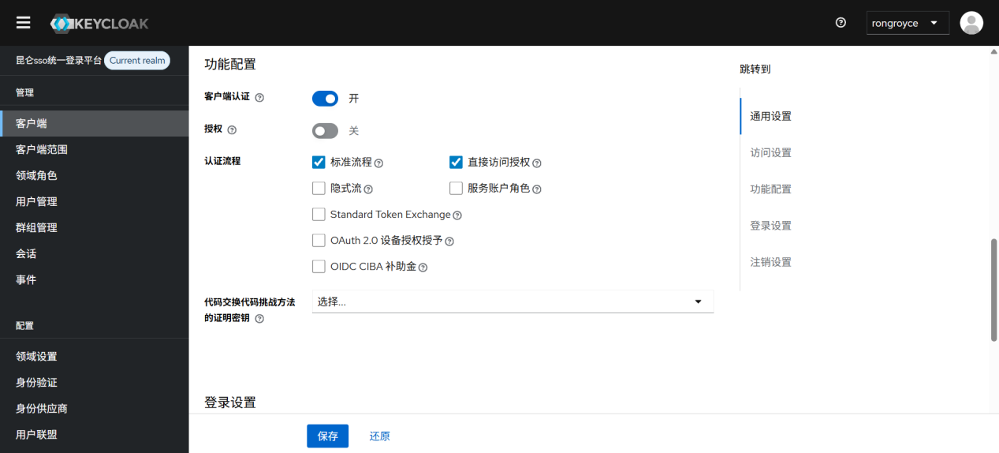 KEYCLOAK
rongroyce
昆仑sso统一登录平台 Current realm
管理
客户端
客户端范围
领域角色
用户管理
群组管理
会话
事件
配置
领域设置
身份验证
身份供应商
用户联盟
功能配置
客户端认证 开
授权 关
认证流程 标准流程 直接访问授权
隐式流 服务账户角色
Standard Token Exchange
OAuth 2.0 设备授权授予
OIDC CIBA 补助金
代码交换代码挑战方法
的证明密钥
选择...
登录设置
保存 还原
跳转到
通用设置
访问设置
功能配置
登录设置
注销设置